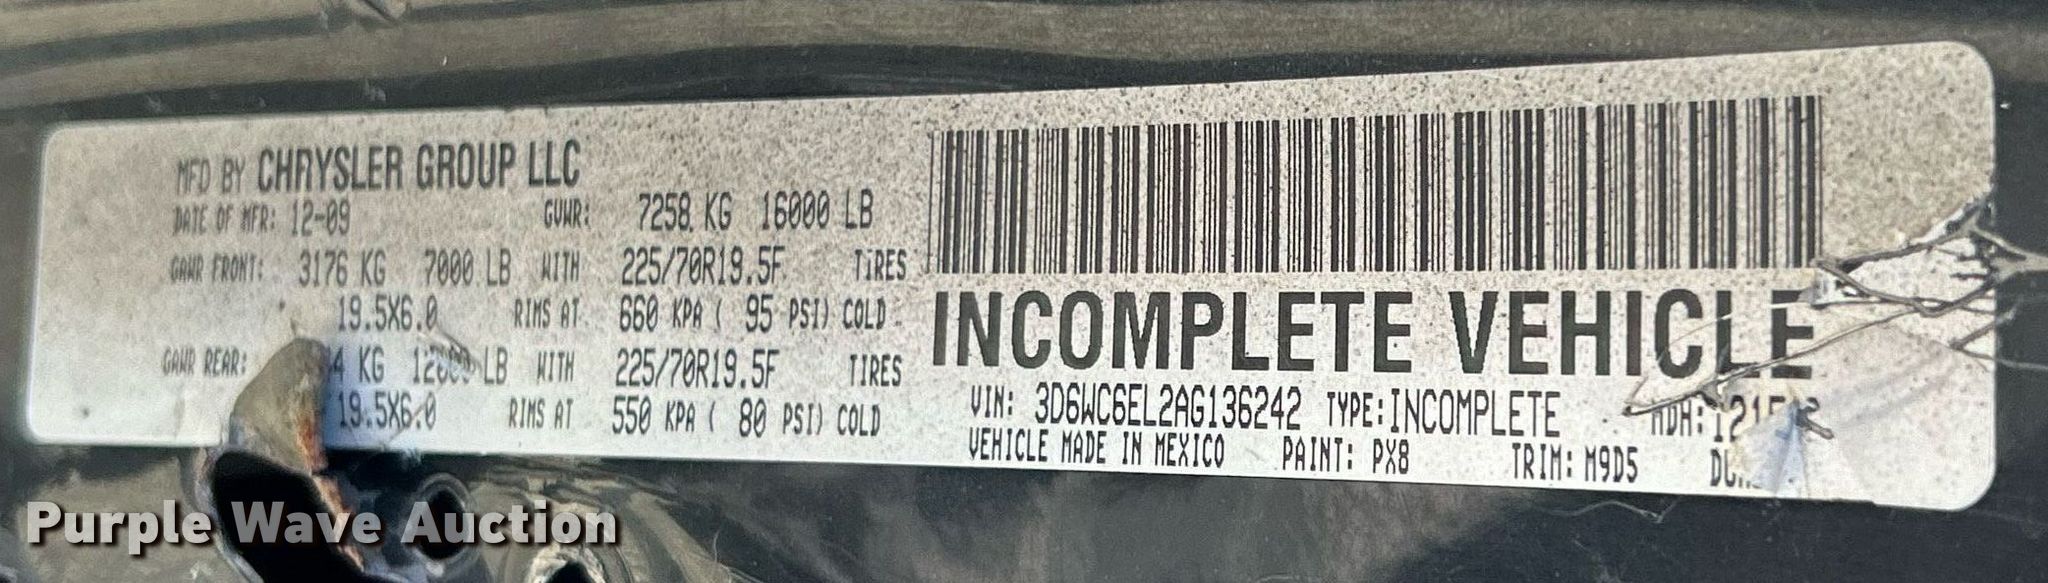 MFD BY CHRYSLER GROUP LLC
DATE OF MFR: 12-09 GVWR: 7258 KG 16000 LB
GAWR FRONT: 3176 KG 7000 LB WITH 225/70R19.5F TIRES
19.5X6.0 RIMS AT 660 KPA ( 95 PSI) COLD
GAWR REAR: KG LB WITH 225/70R19.5F TIRES
19.5X6.0 RIMS AT 550 KPA ( 80 PSI) COLD
INCOMPLETE VEHICLE
VIN: 3D6WC6EL2AG136242 TYPE: INCOMPLETE MDH:
VEHICLE MADE IN MEXICO PAINT: PX8 TRIM: M9D5
Purple Wave Auction